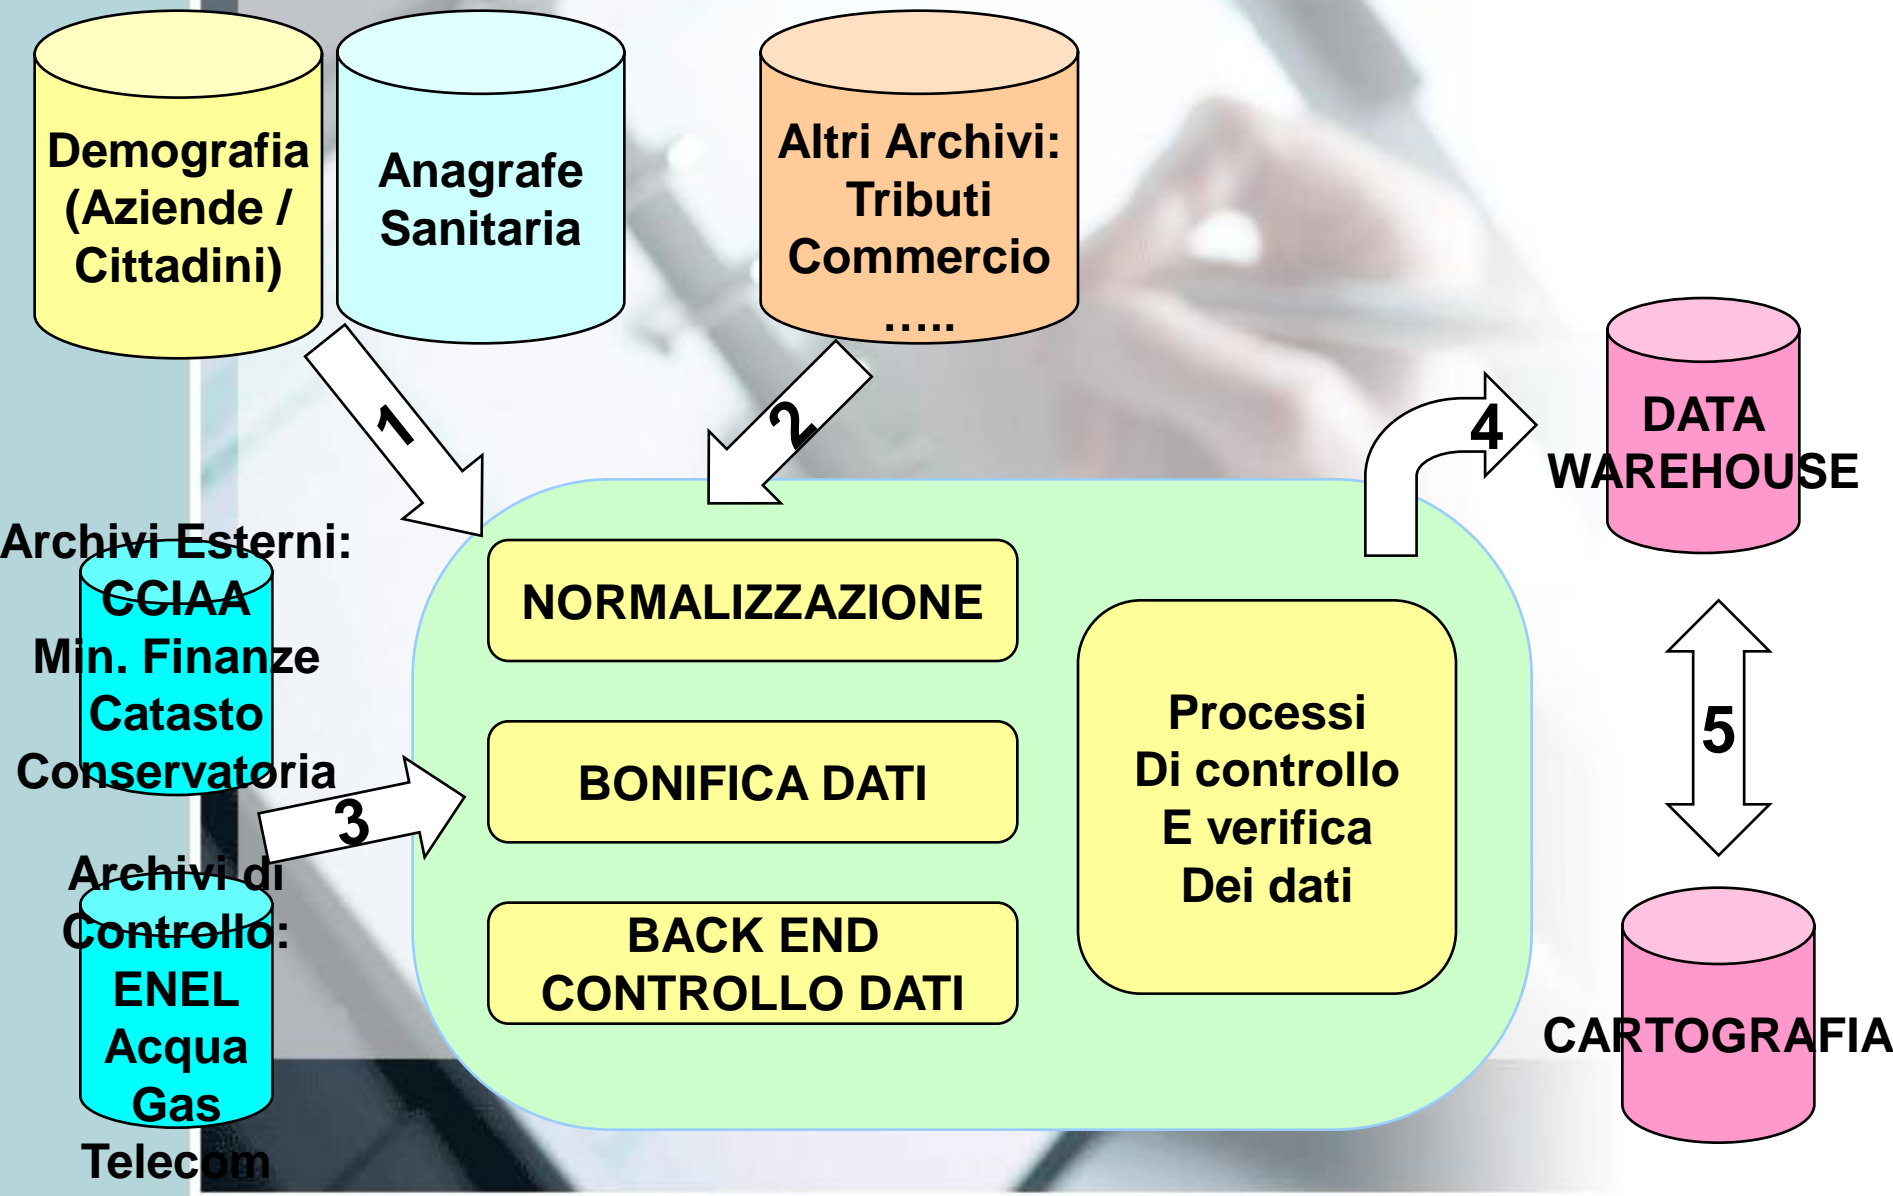 Demografia
(Aziende /
Cittadini)
Anagrafe
Sanitaria
Altri Archivi:
Tributi
Commercio
…..
1
2
4
DATA
WAREHOUSE
Archivi Esterni:
CCIAA
Min. Finanze
Catasto
Conservatoria
3
Archivi di
Controllo:
ENEL
Acqua
Gas
Telecom
NORMALIZZAZIONE
BONIFICA DATI
BACK END
CONTROLLO DATI
Processi
Di controllo
E verifica
Dei dati
5
CARTOGRAFIA